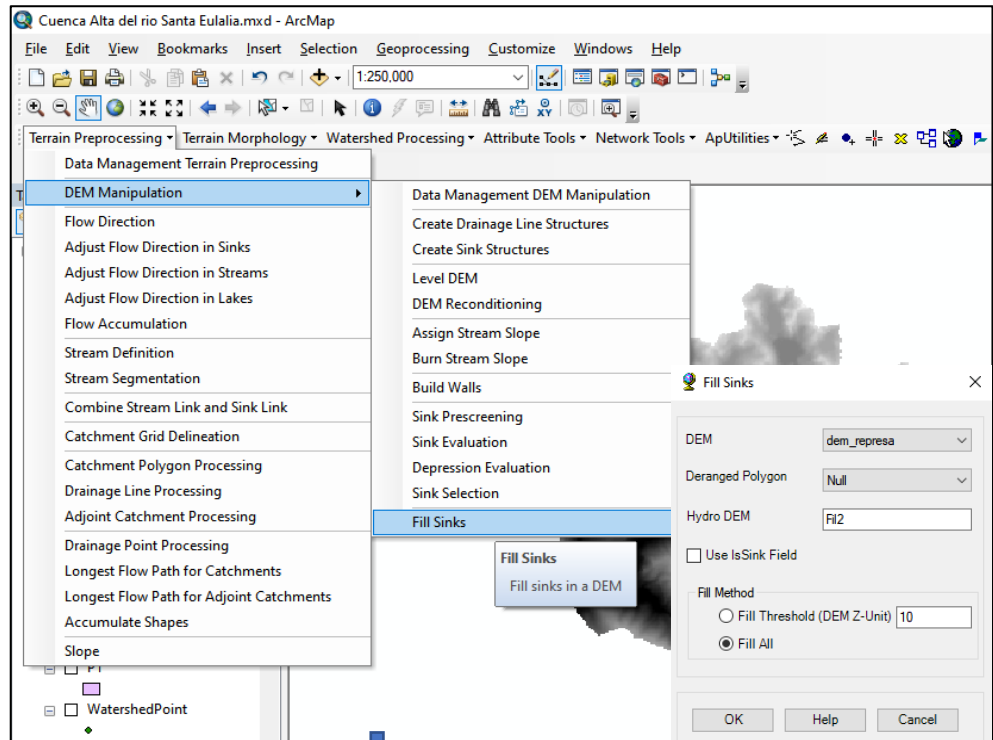 Cuenca Alta del rio Santa Eulalia.mxd - ArcMap
File Edit View Bookmarks Insert Selection Geoprocessing Customize Windows Help
1:250,000
Terrain Preprocessing Terrain Morphology Watershed Processing Attribute Tools Network Tools ApUtilities
Data Management Terrain Preprocessing
DEM Manipulation
Flow Direction
Adjust Flow Direction in Sinks
Adjust Flow Direction in Streams
Adjust Flow Direction in Lakes
Flow Accumulation
Stream Definition
Stream Segmentation
Combine Stream Link and Sink Link
Catchment Grid Delineation
Catchment Polygon Processing
Drainage Line Processing
Adjoint Catchment Processing
Drainage Point Processing
Longest Flow Path for Catchments
Longest Flow Path for Adjoint Catchments
Accumulate Shapes
Slope
WatershedPoint
Data Management DEM Manipulation
Create Drainage Line Structures
Create Sink Structures
Level DEM
DEM Reconditioning
Assign Stream Slope
Burn Stream Slope
Build Walls
Sink Prescreening
Sink Evaluation
Depression Evaluation
Sink Selection
Fill Sinks
Fill Sinks
Fill sinks in a DEM
Fill Sinks
DEM dem_represa
Deranged Polygon Null
Hydro DEM Fil2
Use IsSink Field
Fill Method
Fill Threshold (DEM Z-Unit) 10
Fill All
OK Help Cancel